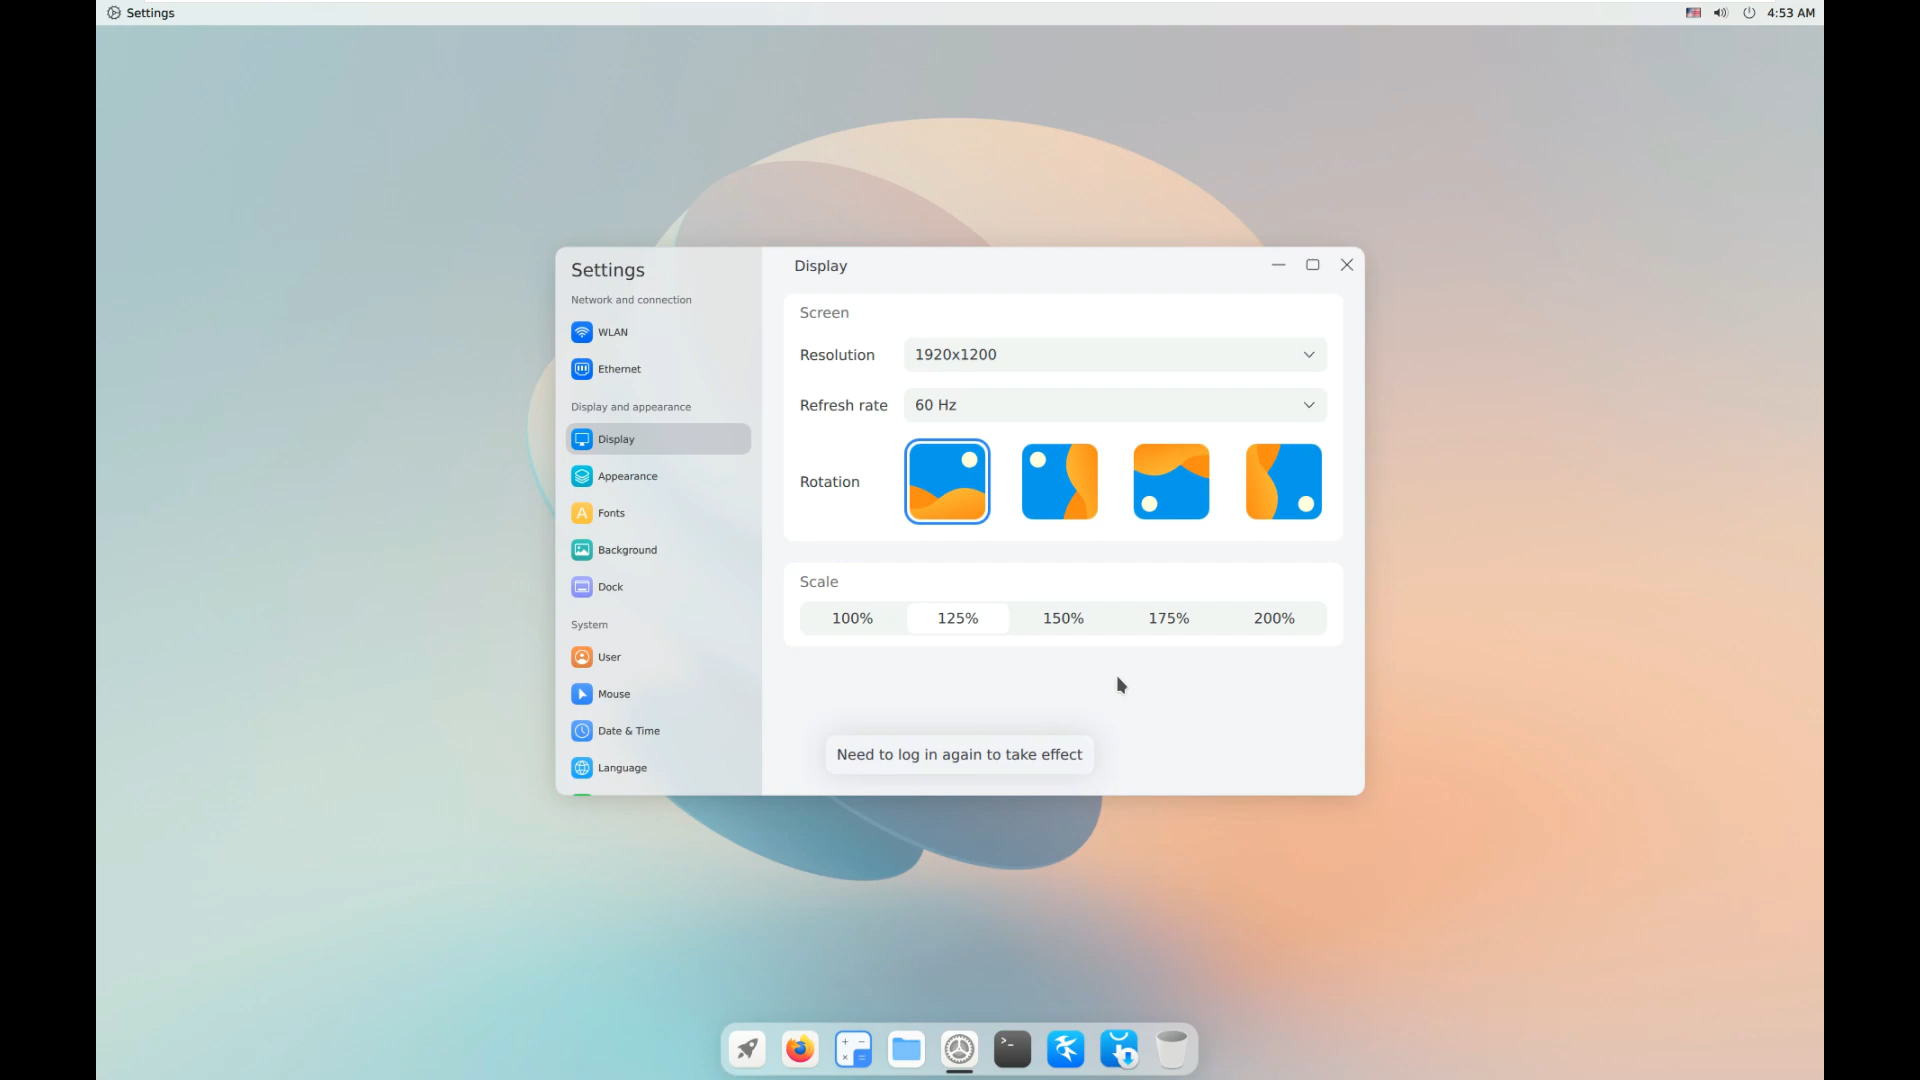 Settings
4:53 AM
Settings
Network and connection
WLAN
Ethernet
Display and appearance
Display
Appearance
Fonts
Background
Dock
System
User
Mouse
Date & Time
Language
Display
Screen
Resolution 1920x1200
Refresh rate 60 Hz
Rotation
Scale
100% 125% 150% 175% 200%
Need to log in again to take effect